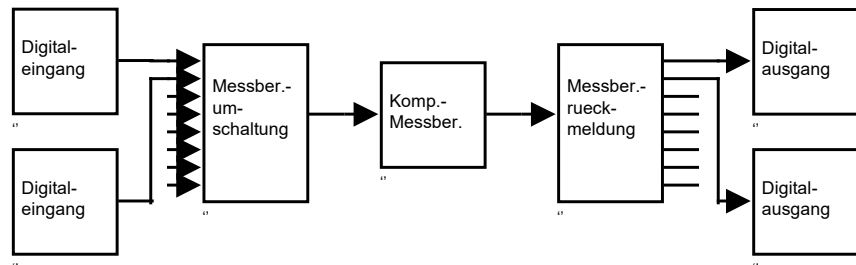 Digital-
eingang
“
Digital-
eingang
“
Messber.-
um-
schaltung
“
Komp.-
Messber.
“
Messber.-
rueck-
meldung
“
Digital-
ausgang
“
Digital-
ausgang
“